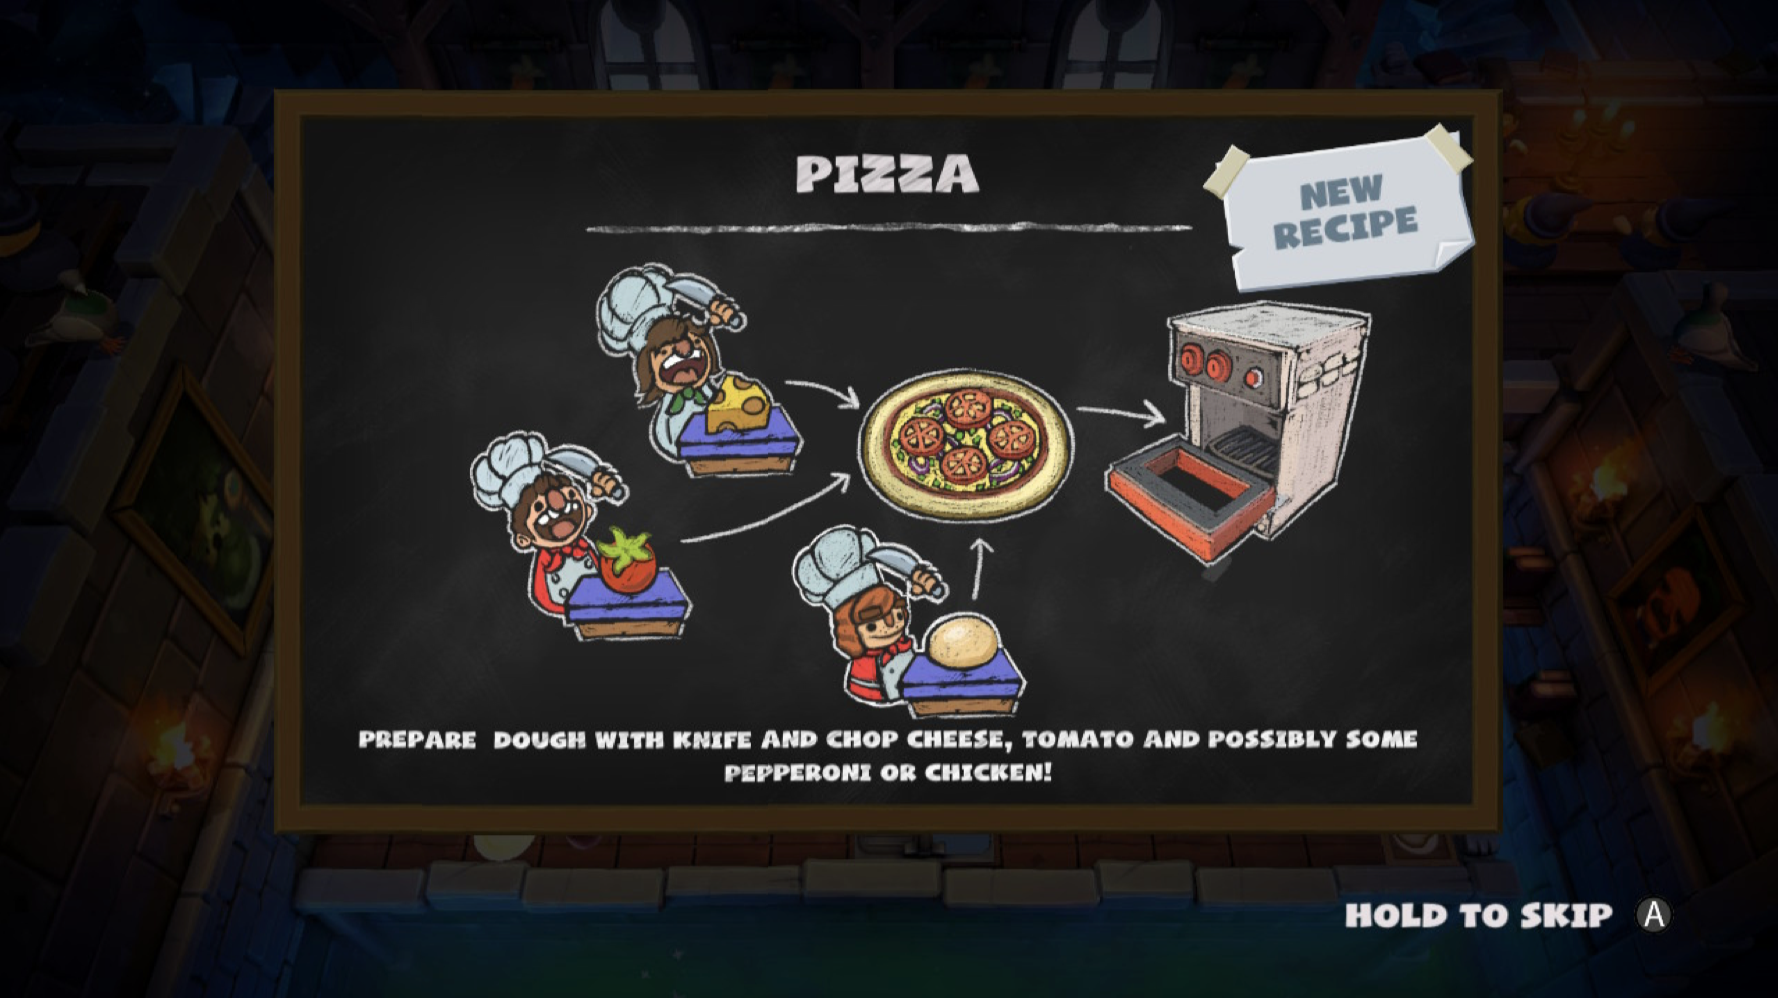 PIZZA
NEW
RECIPE
PREPARE DOUGH WITH KNIFE AND CHOP CHEESE, TOMATO AND POSSIBLY SOME
PEPPERONI OR CHICKEN!
HOLD TO SKIP A